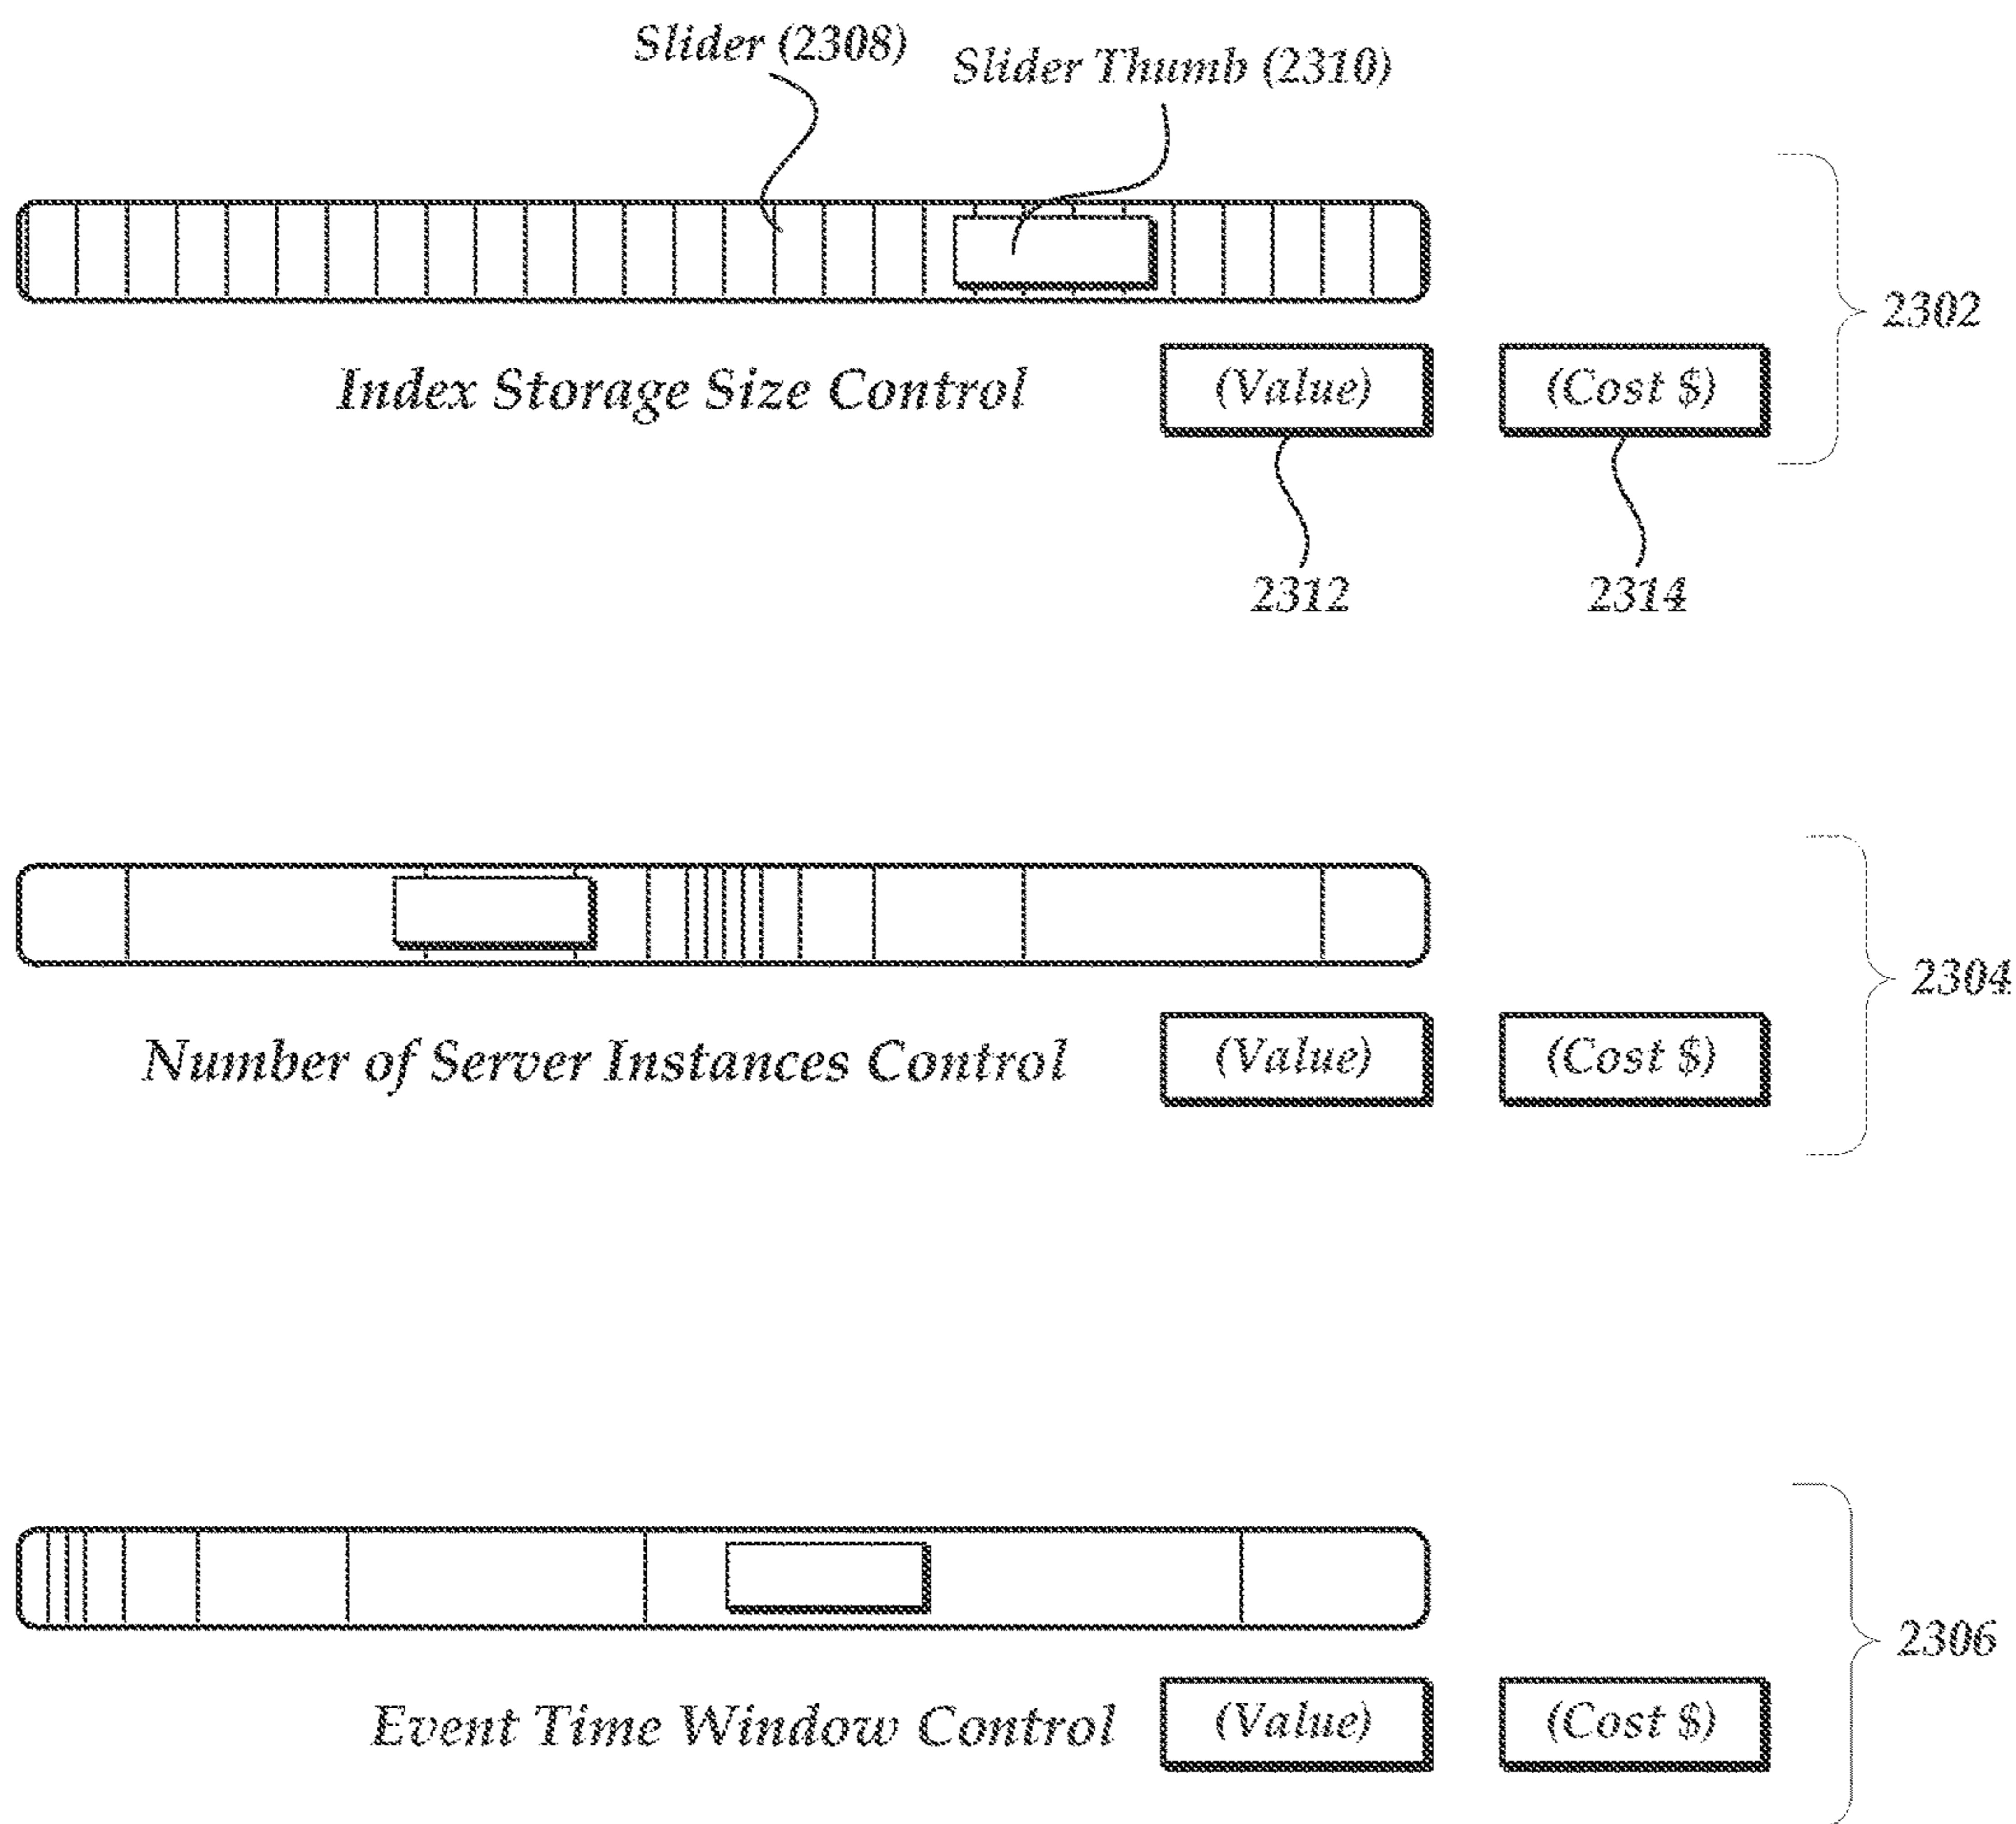 Slider (2308)
Slider Thumb (2310)
2302
Index Storage Size Control
(Value)
(Cost $)
2312
2314
2304
Number of Server Instances Control
(Value)
(Cost $)
2306
Event Time Window Control
(Value)
(Cost $)